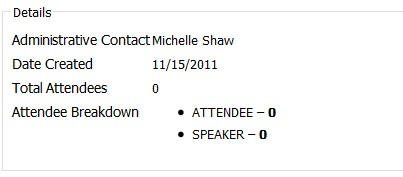 Details
Administrative Contact Michelle Shaw
Date Created 11/15/2011
Total Attendees 0
Attendee Breakdown • ATTENDEE – 0
• SPEAKER – 0